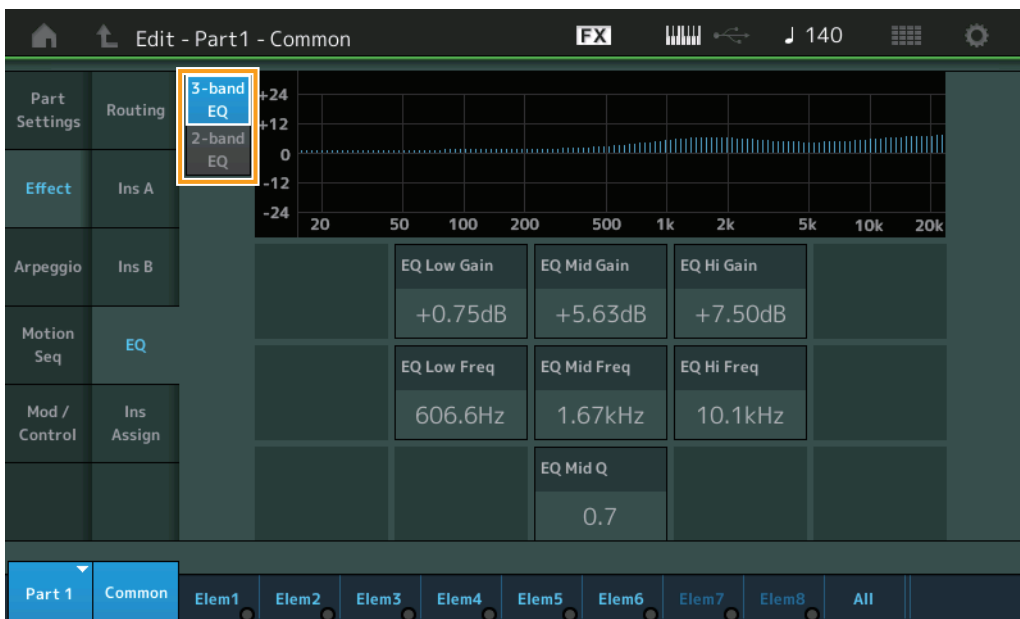 Edit - Part1 - Common
FX
♩ 140
Part
Settings
Effect
Arpeggio
Motion
Seq
Mod /
Control
Routing
Ins A
Ins B
EQ
Ins
Assign
3-band
EQ
2-band
EQ
+24
+12
0
-12
-24
20 50 100 200 500 1k 2k 5k 10k 20k
EQ Low Gain EQ Mid Gain EQ Hi Gain
+0.75dB +5.63dB +7.50dB
EQ Low Freq EQ Mid Freq EQ Hi Freq
606.6Hz 1.67kHz 10.1kHz
EQ Mid Q
0.7
Part 1 Common Elem1 Elem2 Elem3 Elem4 Elem5 Elem6 Elem7 Elem8 All